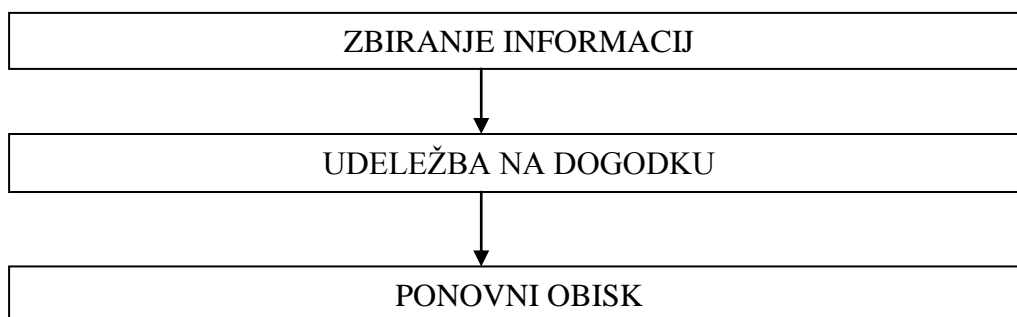 ZBIRANJE INFORMACIJ
UDELEŽBA NA DOGODKU
PONOVNI OBISK